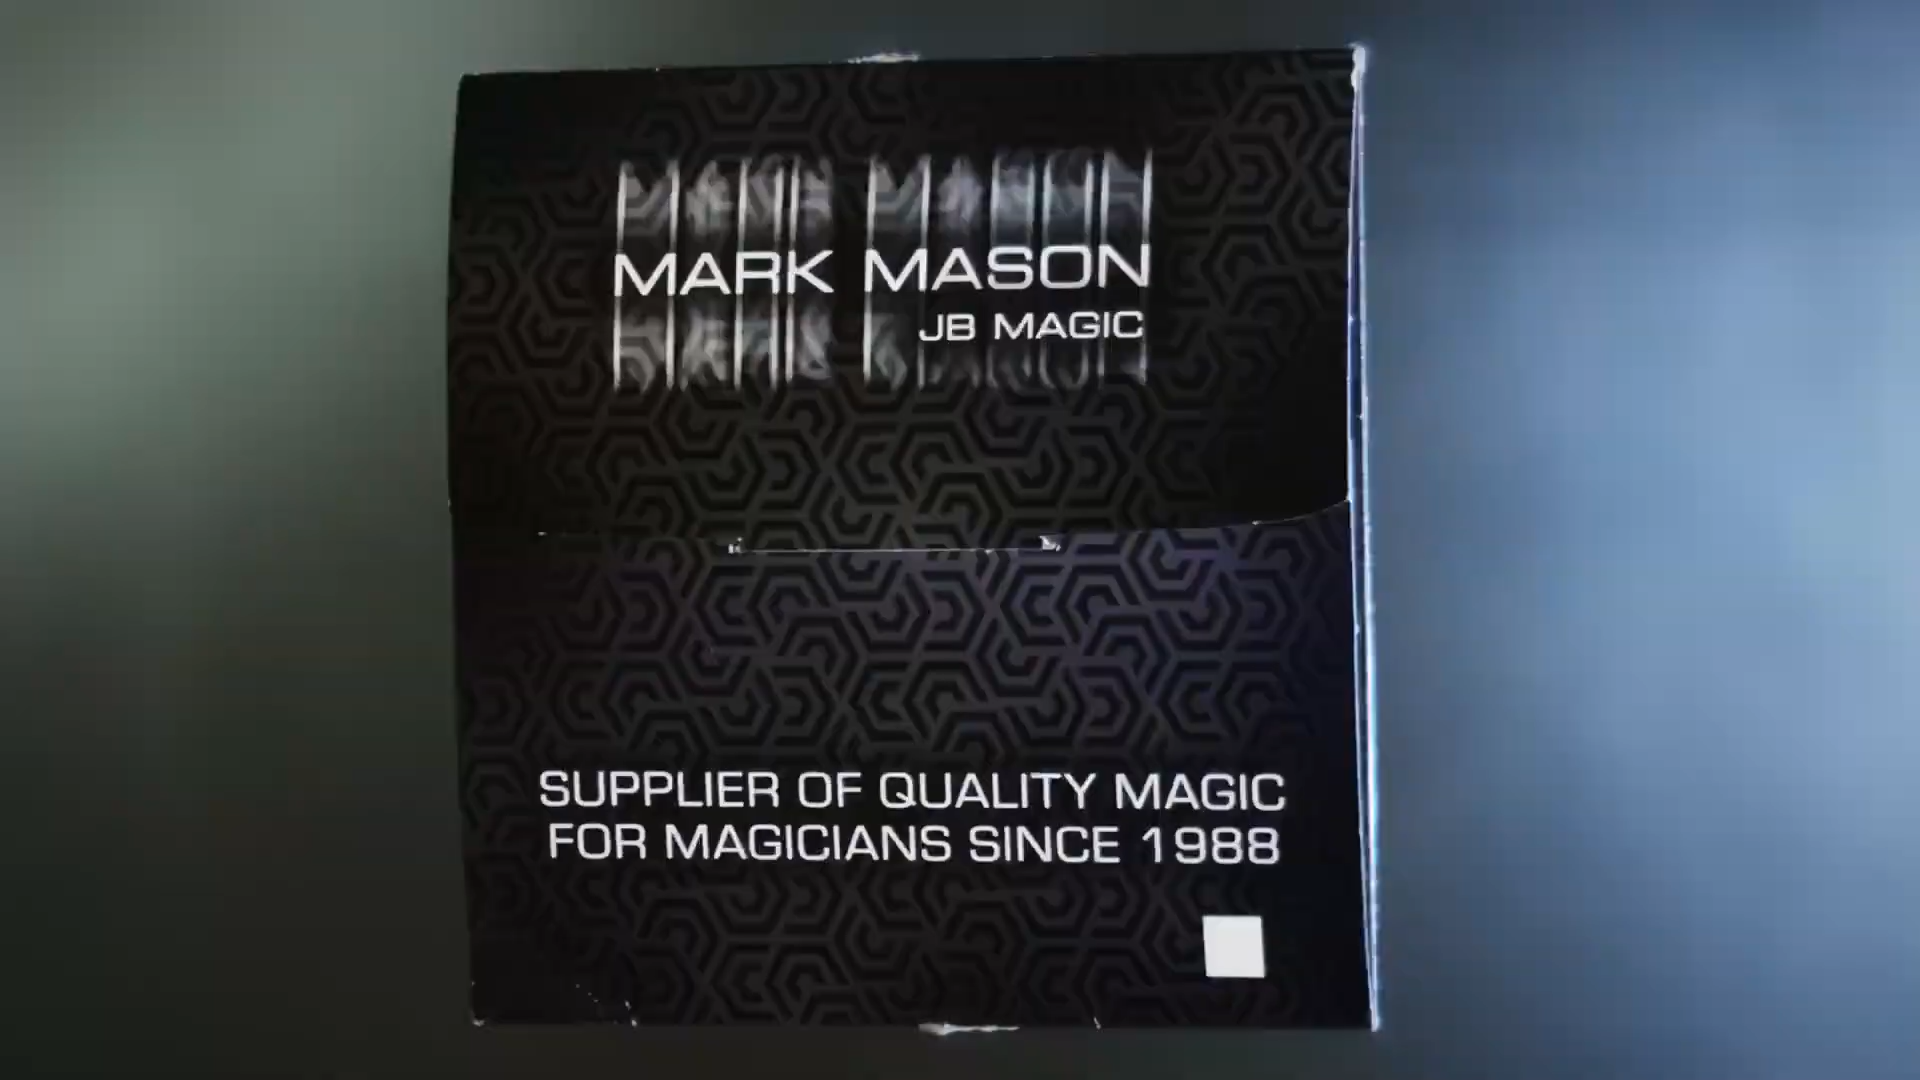 MARK MASON
JB MAGIC
SUPPLIER OF QUALITY MAGIC
FOR MAGICIANS SINCE 1988